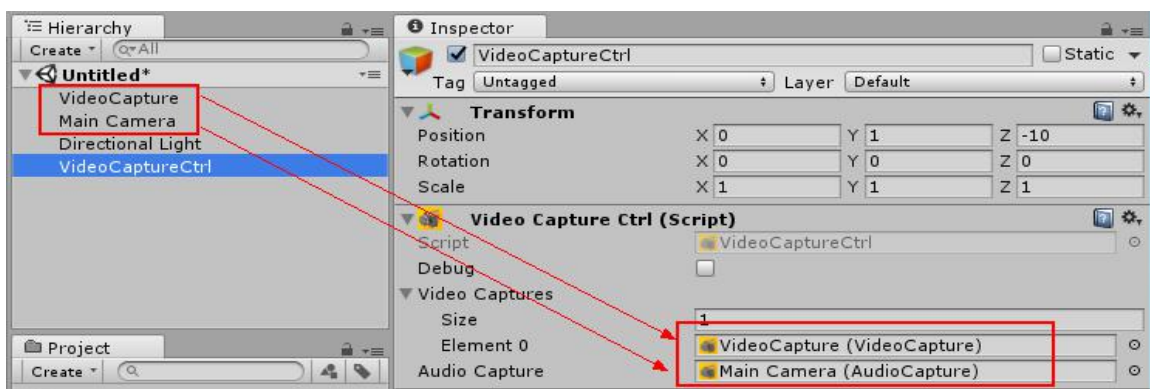 Hierarchy
Create All
Untitled*
VideoCapture
Main Camera
Directional Light
VideoCaptureCtrl
Project
Create
Inspector
VideoCaptureCtrl Static
Tag Untagged Layer Default
Transform
Position X 0 Y 1 Z -10
Rotation X 0 Y 0 Z 0
Scale X 1 Y 1 Z 1
Video Capture Ctrl (Script)
Script VideoCaptureCtrl
Debug
Video Captures
Size 1
Element 0 VideoCapture (VideoCapture)
Audio Capture Main Camera (AudioCapture)